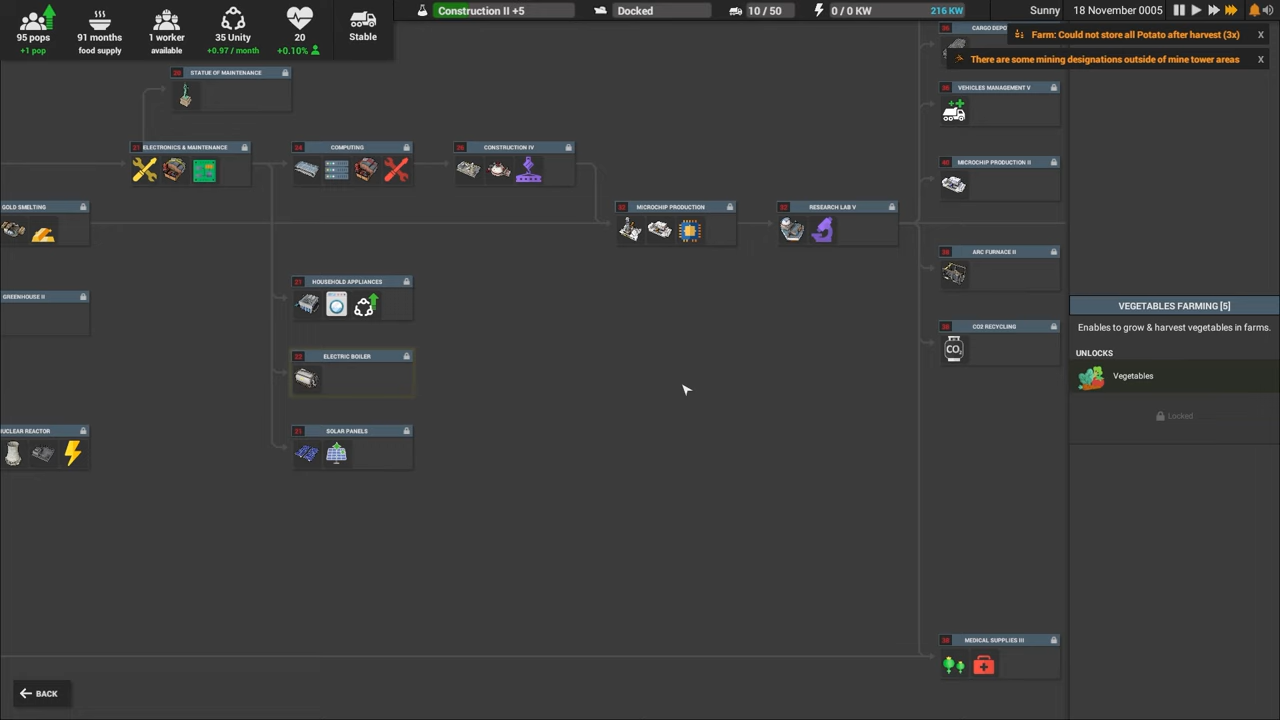 95 pops
+1 pop
91 months
food supply
1 worker
available
35 Unity
+0.97 / month
20
+0.10%
Stable
Construction II +5
Docked
10 / 50
0 / 0 KW
216 KW
Sunny
18 November 0005
Farm: Could not store all Potato after harvest (3x)
X
There are some mining designations outside of mine tower areas
X
20 STATUE OF MAINTENANCE
VEHICLES MANAGEMENT V
ELECTRONICS & MAINTENANCE
COMPUTING
CONSTRUCTION IV
40 MICROCHIP PRODUCTION II
GOLD SMELTING
MICROCHIP PRODUCTION
RESEARCH LAB V
ARC FURNACE II
HOUSEHOLD APPLIANCES
GREENHOUSE II
CO2 RECYCLING
CO2
ELECTRIC BOILER
SOLAR PANELS
MEDICAL SUPPLIES III
VEGETABLES FARMING [5]
Enables to grow & harvest vegetables in farms.
UNLOCKS
Vegetables
Locked
BACK